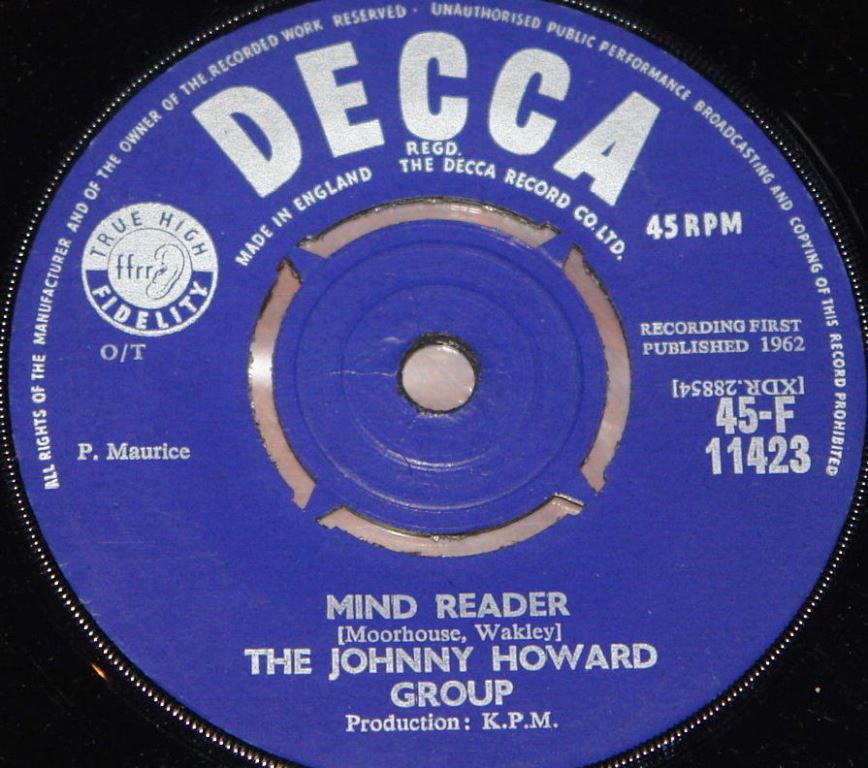 ALL RIGHTS OF THE MANUFACTURER AND OF THE OWNER OF THE RECORDED WORK RESERVED · UNAUTHORISED PUBLIC PERFORMANCE BROADCASTING AND COPYING OF THIS RECORD PROHIBITED
DECCA
REGD.
MADE IN ENGLAND THE DECCA RECORD CO. LTD.
TRUE HIGH
ffrr
FIDELITY
O/T
45 RPM
RECORDING FIRST
PUBLISHED 1962
[XDR.28854]
45-F
11423
P. Maurice
MIND READER
[Moorhouse, Wakley]
THE JOHNNY HOWARD
GROUP
Production: K.P.M.